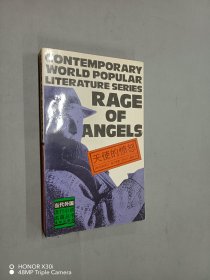 CONTEMPORARY
WORLD POPULAR
LITERATURE SERIES
RAGE
OF
ANGELS
天使的愤怒
当代外国
HONOR X30i
48MP Triple Camera